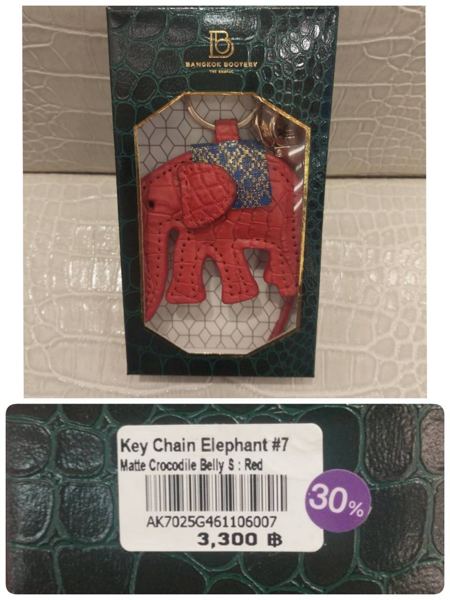 B
BANGKOK BOOTERY
Key Chain Elephant #7
Matte Crocodile Belly S : Red
AK7025G461106007
3,300 ฿
30%